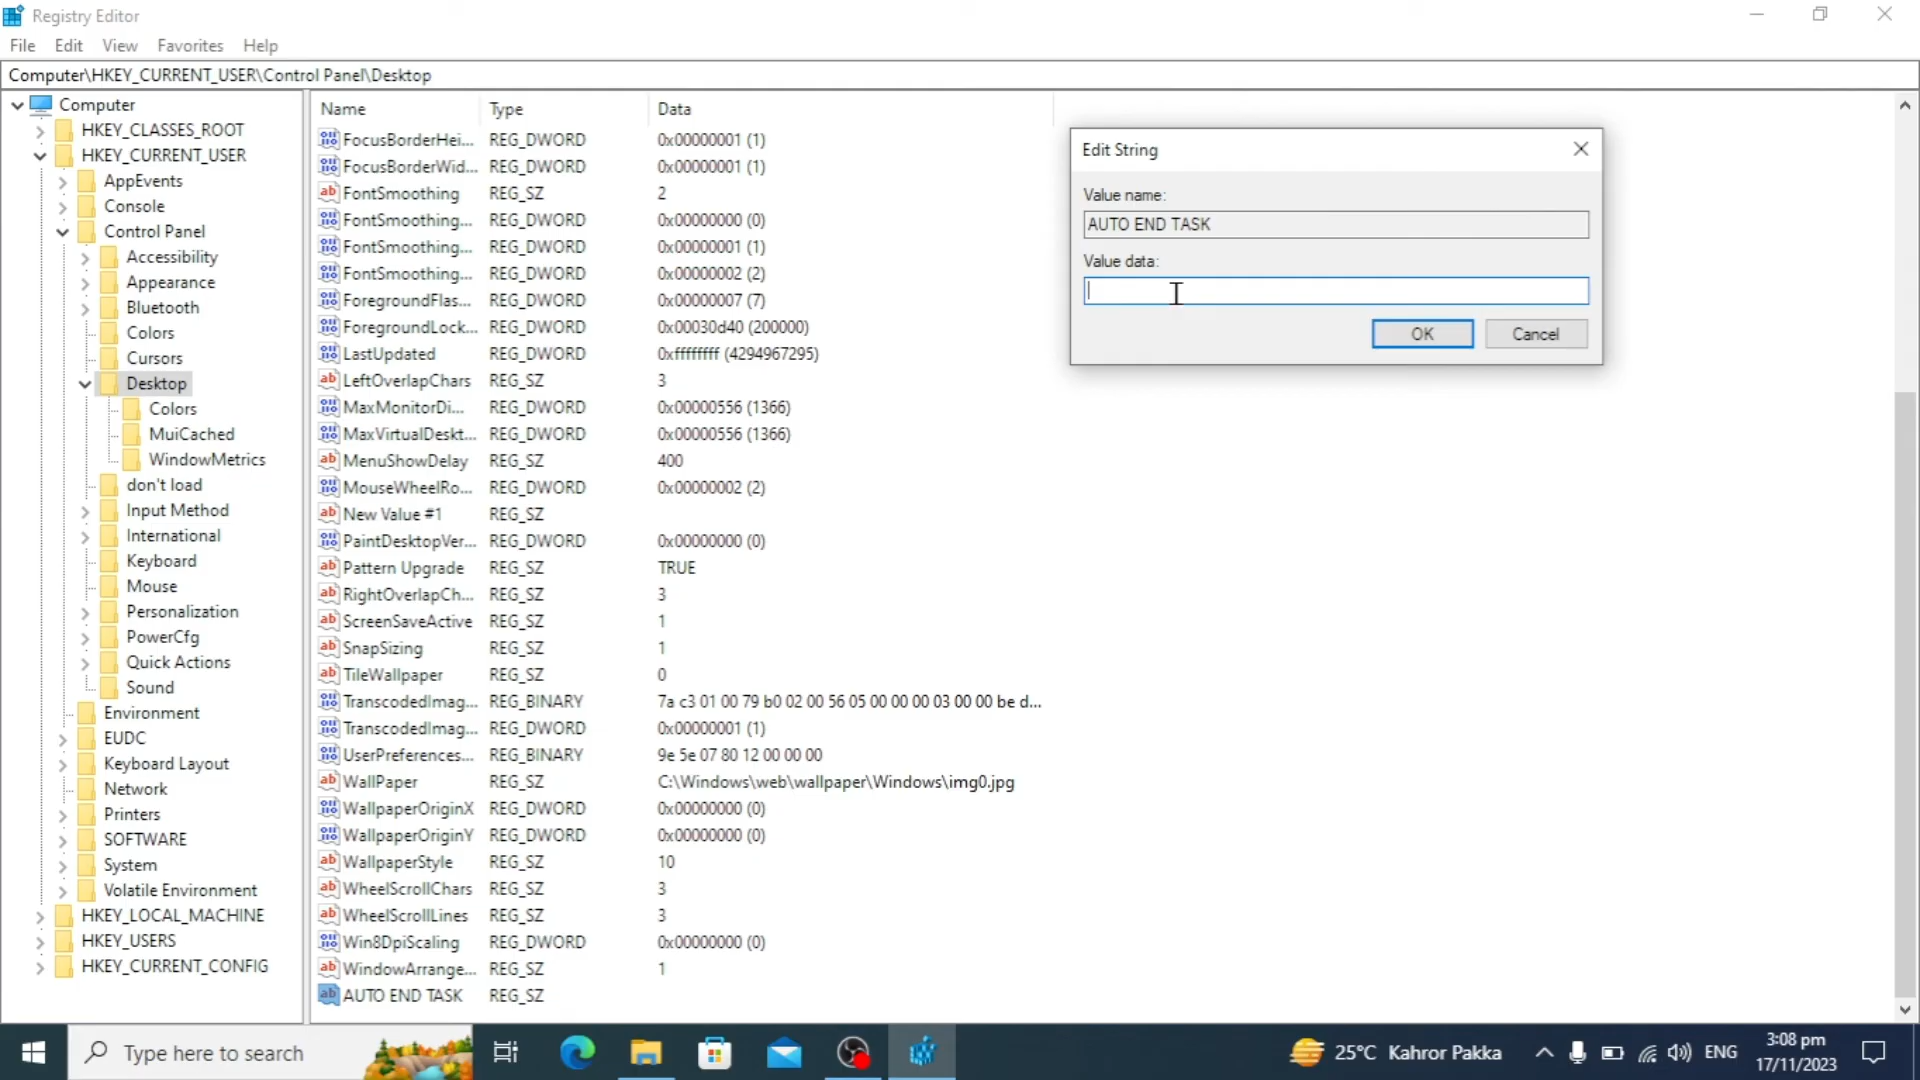 Registry Editor
File Edit View Favorites Help
Computer\HKEY_CURRENT_USER\Control Panel\Desktop
Computer
HKEY_CLASSES_ROOT
HKEY_CURRENT_USER
AppEvents
Console
Control Panel
Accessibility
Appearance
Bluetooth
Colors
Cursors
Desktop
Colors
MuiCached
WindowMetrics
don't load
Input Method
International
Keyboard
Mouse
Personalization
PowerCfg
Quick Actions
Sound
Environment
EUDC
Keyboard Layout
Network
Printers
SOFTWARE
System
Volatile Environment
HKEY_LOCAL_MACHINE
HKEY_USERS
HKEY_CURRENT_CONFIG
Name Type Data
FocusBorderHei... REG_DWORD 0x00000001 (1)
FocusBorderWid... REG_DWORD 0x00000001 (1)
FontSmoothing REG_SZ 2
FontSmoothing... REG_DWORD 0x00000000 (0)
FontSmoothing... REG_DWORD 0x00000001 (1)
FontSmoothing... REG_DWORD 0x00000002 (2)
ForegroundFlas... REG_DWORD 0x00000007 (7)
ForegroundLock... REG_DWORD 0x00030d40 (200000)
LastUpdated REG_DWORD 0xffffffff (4294967295)
LeftOverlapChars REG_SZ 3
MaxMonitorDi... REG_DWORD 0x00000556 (1366)
MaxVirtualDeskt... REG_DWORD 0x00000556 (1366)
MenuShowDelay REG_SZ 400
MouseWheelRo... REG_DWORD 0x00000002 (2)
New Value #1 REG_SZ
PaintDesktopVer... REG_DWORD 0x00000000 (0)
Pattern Upgrade REG_SZ TRUE
RightOverlapCh... REG_SZ 3
ScreenSaveActive REG_SZ 1
SnapSizing REG_SZ 1
TileWallpaper REG_SZ 0
TranscodedImag... REG_BINARY 7a c3 01 00 79 b0 02 00 56 05 00 00 00 03 00 00 be d...
TranscodedImag... REG_DWORD 0x00000001 (1)
UserPreferences... REG_BINARY 9e 5e 07 80 12 00 00 00
WallPaper REG_SZ C:\Windows\web\wallpaper\Windows\img0.jpg
WallpaperOriginX REG_DWORD 0x00000000 (0)
WallpaperOriginY REG_DWORD 0x00000000 (0)
WallpaperStyle REG_SZ 10
WheelScrollChars REG_SZ 3
WheelScrollLines REG_SZ 3
Win8DpiScaling REG_DWORD 0x00000000 (0)
WindowArrange... REG_SZ 1
AUTO END TASK REG_SZ
Edit String
Value name:
AUTO END TASK
Value data:
OK Cancel
Type here to search
25°C Kahror Pakka
ENG
3:08 pm
17/11/2023